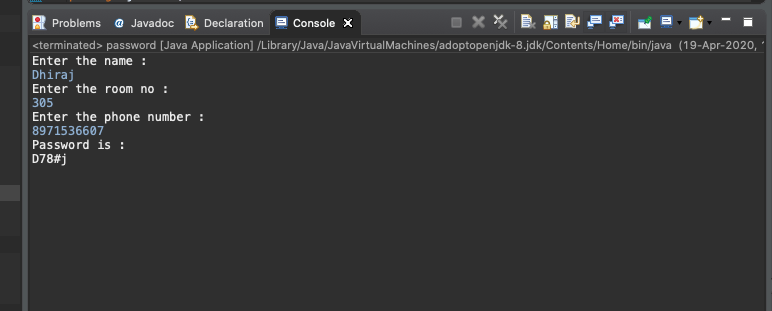 Problems @ Javadoc Declaration Console
<terminated> password [Java Application] /Library/Java/JavaVirtualMachines/adoptopenjdk-8.jdk/Contents/Home/bin/java (19-Apr-2020,
Enter the name :
Dhiraj
Enter the room no :
305
Enter the phone number :
8971536607
Password is :
D78#j